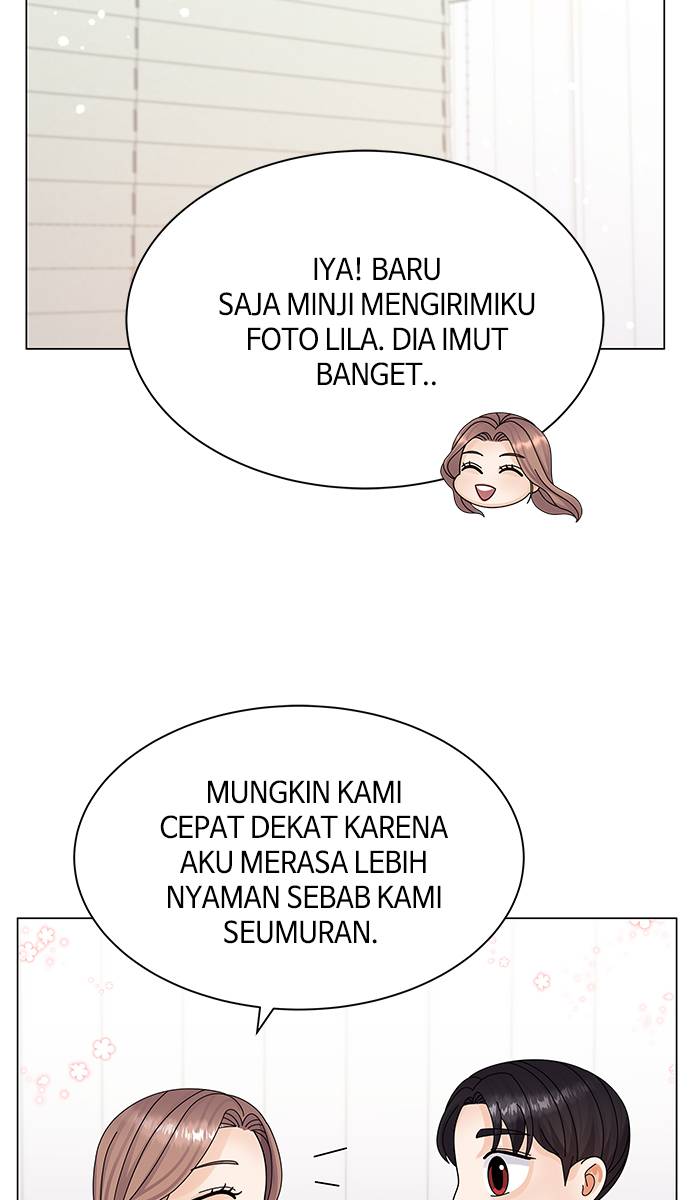 IYA! BARU
SAJA MINJI MENGIRIMIKU
FOTO LILA. DIA IMUT
BANGET..
MUNGKIN KAMI
CEPAT DEKAT KARENA
AKU MERASA LEBIH
NYAMAN SEBAB KAMI
SEUMURAN.